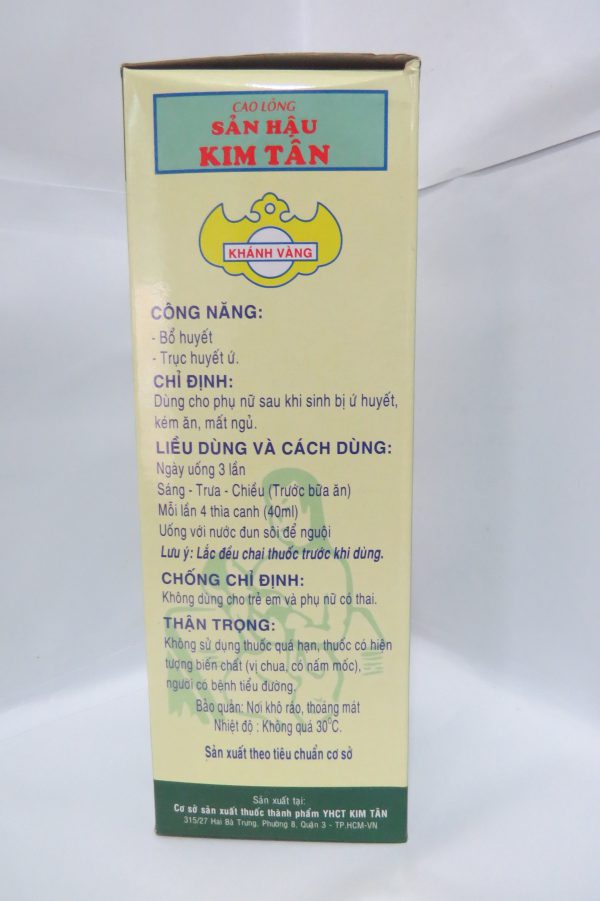 CAO LỎNG
SẢN HẬU
KIM TÂN
KHÁNH VÀNG
CÔNG NĂNG:
- Bổ huyết
- Trục huyết ứ.
CHỈ ĐỊNH:
Dùng cho phụ nữ sau khi sinh bị ứ huyết,
kém ăn, mất ngủ.
LIỀU DÙNG VÀ CÁCH DÙNG:
Ngày uống 3 lần
Sáng - Trưa - Chiều (Trước bữa ăn)
Mỗi lần 4 thìa canh (40ml)
Uống với nước đun sôi để nguội
Lưu ý: Lắc đều chai thuốc trước khi dùng.
CHỐNG CHỈ ĐỊNH:
Không dùng cho trẻ em và phụ nữ có thai.
THẬN TRỌNG:
Không sử dụng thuốc quá hạn, thuốc có hiện
tượng biến chất (vị chua, có nấm mốc),
người có bệnh tiểu đường.
Bảo quản: Nơi khô ráo, thoáng mát
Nhiệt độ : Không quá 30°C.
Sản xuất theo tiêu chuẩn cơ sở
Sản xuất tại:
Cơ sở sản xuất thuốc thành phẩm YHCT KIM TÂN
315/27 Hai Bà Trưng, Phường 8, Quận 3 - TP.HCM-VN